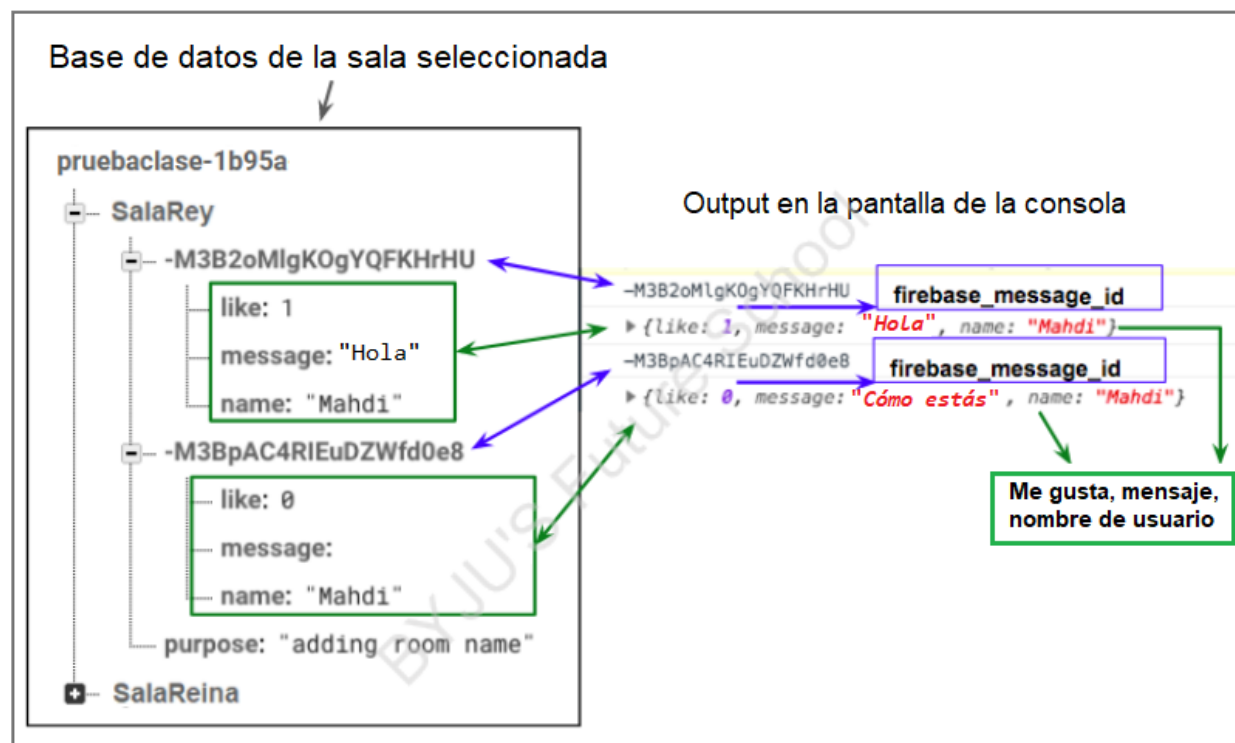 Base de datos de la sala seleccionada
pruebaclase-1b95a
SalaRey
-M3B2oMlgKOgYQFKHrHU
like: 1
message: "Hola"
name: "Mahdi"
-M3BpAC4RIEuDZWfd0e8
like: 0
message:
name: "Mahdi"
purpose: "adding room name"
SalaReina
Output en la pantalla de la consola
-M3B2oMlgKOgYQFKHrHU firebase_message_id
{like: 1, message: "Hola", name: "Mahdi"}
-M3BpAC4RIEuDZWfd0e8 firebase_message_id
{like: 0, message: "Cómo estás" , name: "Mahdi"}
Me gusta, mensaje,
nombre de usuario
BYJU'S Future School